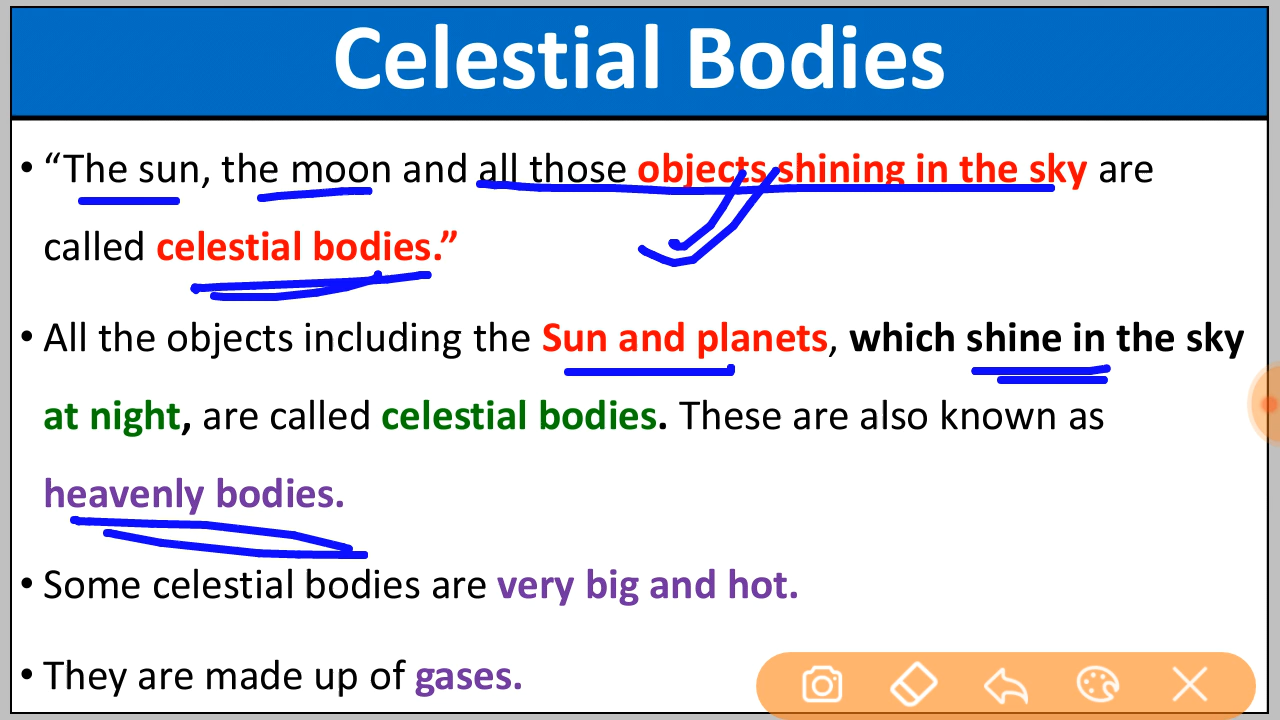 Celestial Bodies
• “The sun, the moon and all those objects shining in the sky are
called celestial bodies.”
• All the objects including the Sun and planets, which shine in the sky
at night, are called celestial bodies. These are also known as
heavenly bodies.
• Some celestial bodies are very big and hot.
• They are made up of gases.